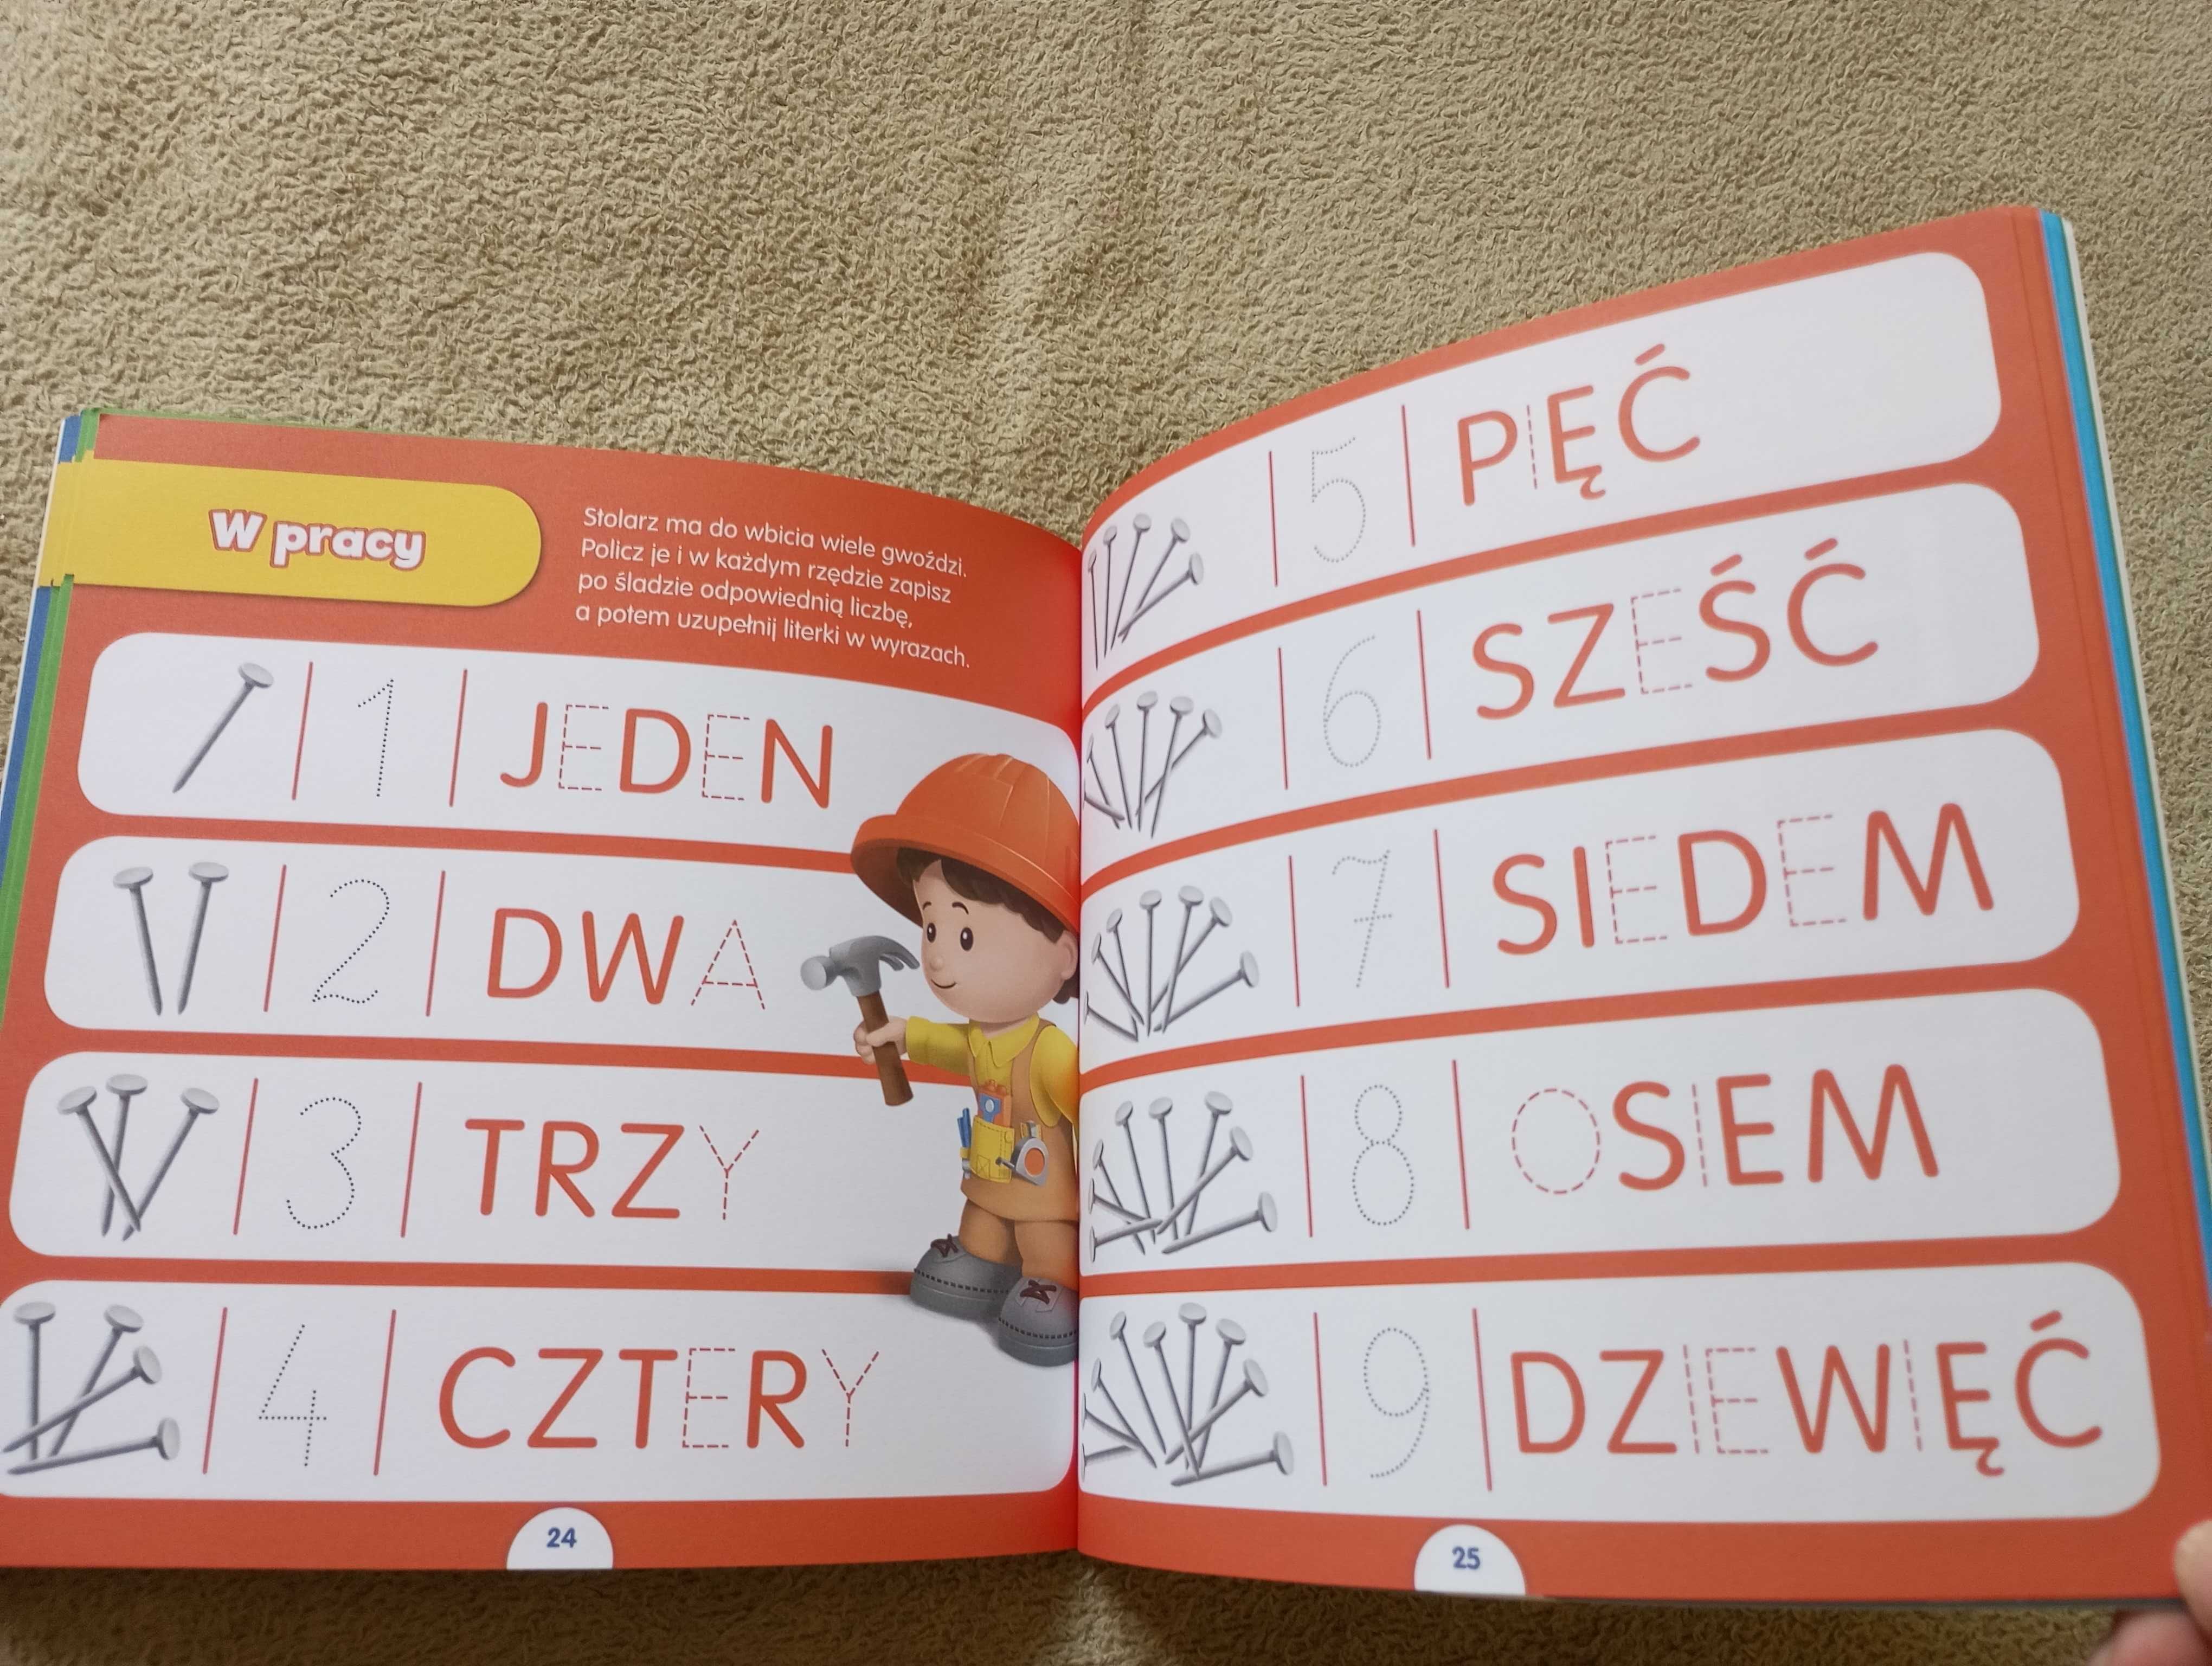 W pracy
Stolarz ma do wbicia wiele gwoździ.
Policz je i w każdym rzędzie zapisz
po śladzie odpowiednią liczbę,
a potem uzupełnij literki w wyrazach.
1 JEDEN
2 DWA
3 TRZY
4 CZTERY
24
5 PIĘĆ
6 SZEŚĆ
7 SIEDEM
8 OSIEM
9 DZIEWIĘĆ
25